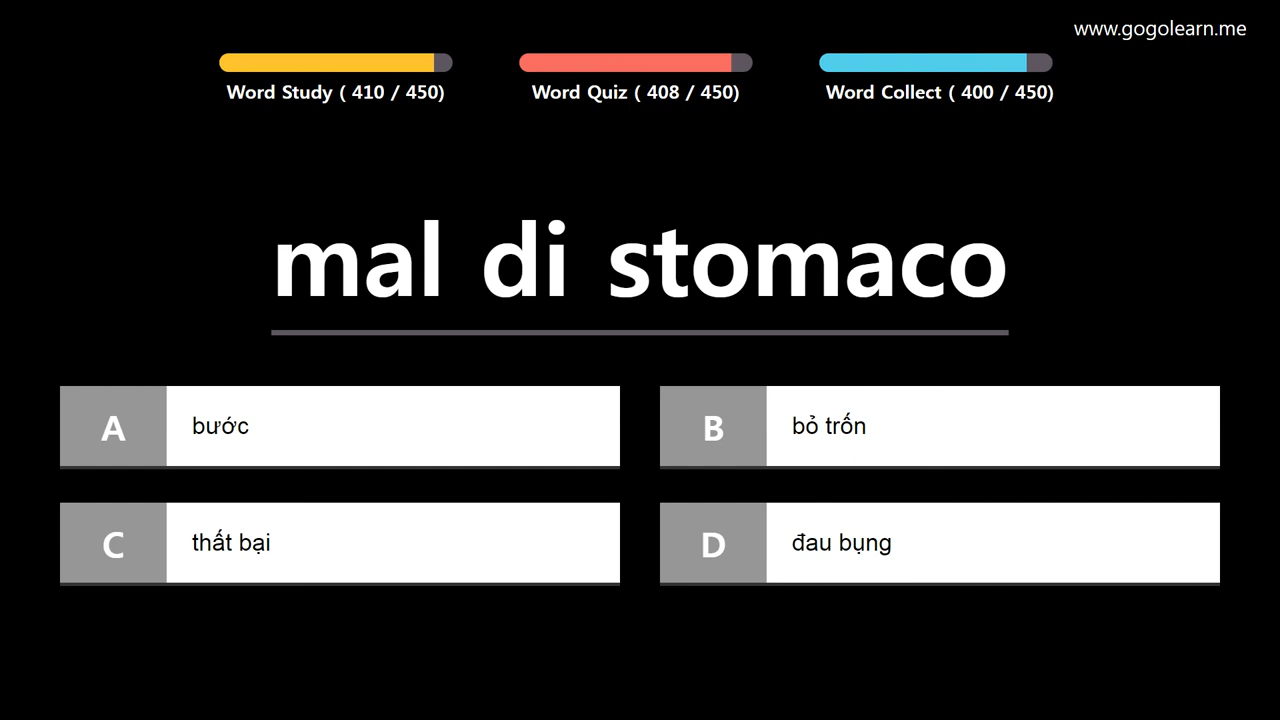 www.gogolearn.me
Word Study ( 410 / 450)
Word Quiz ( 408 / 450)
Word Collect ( 400 / 450)
mal di stomaco
A bước
B bỏ trốn
C thất bại
D đau bụng